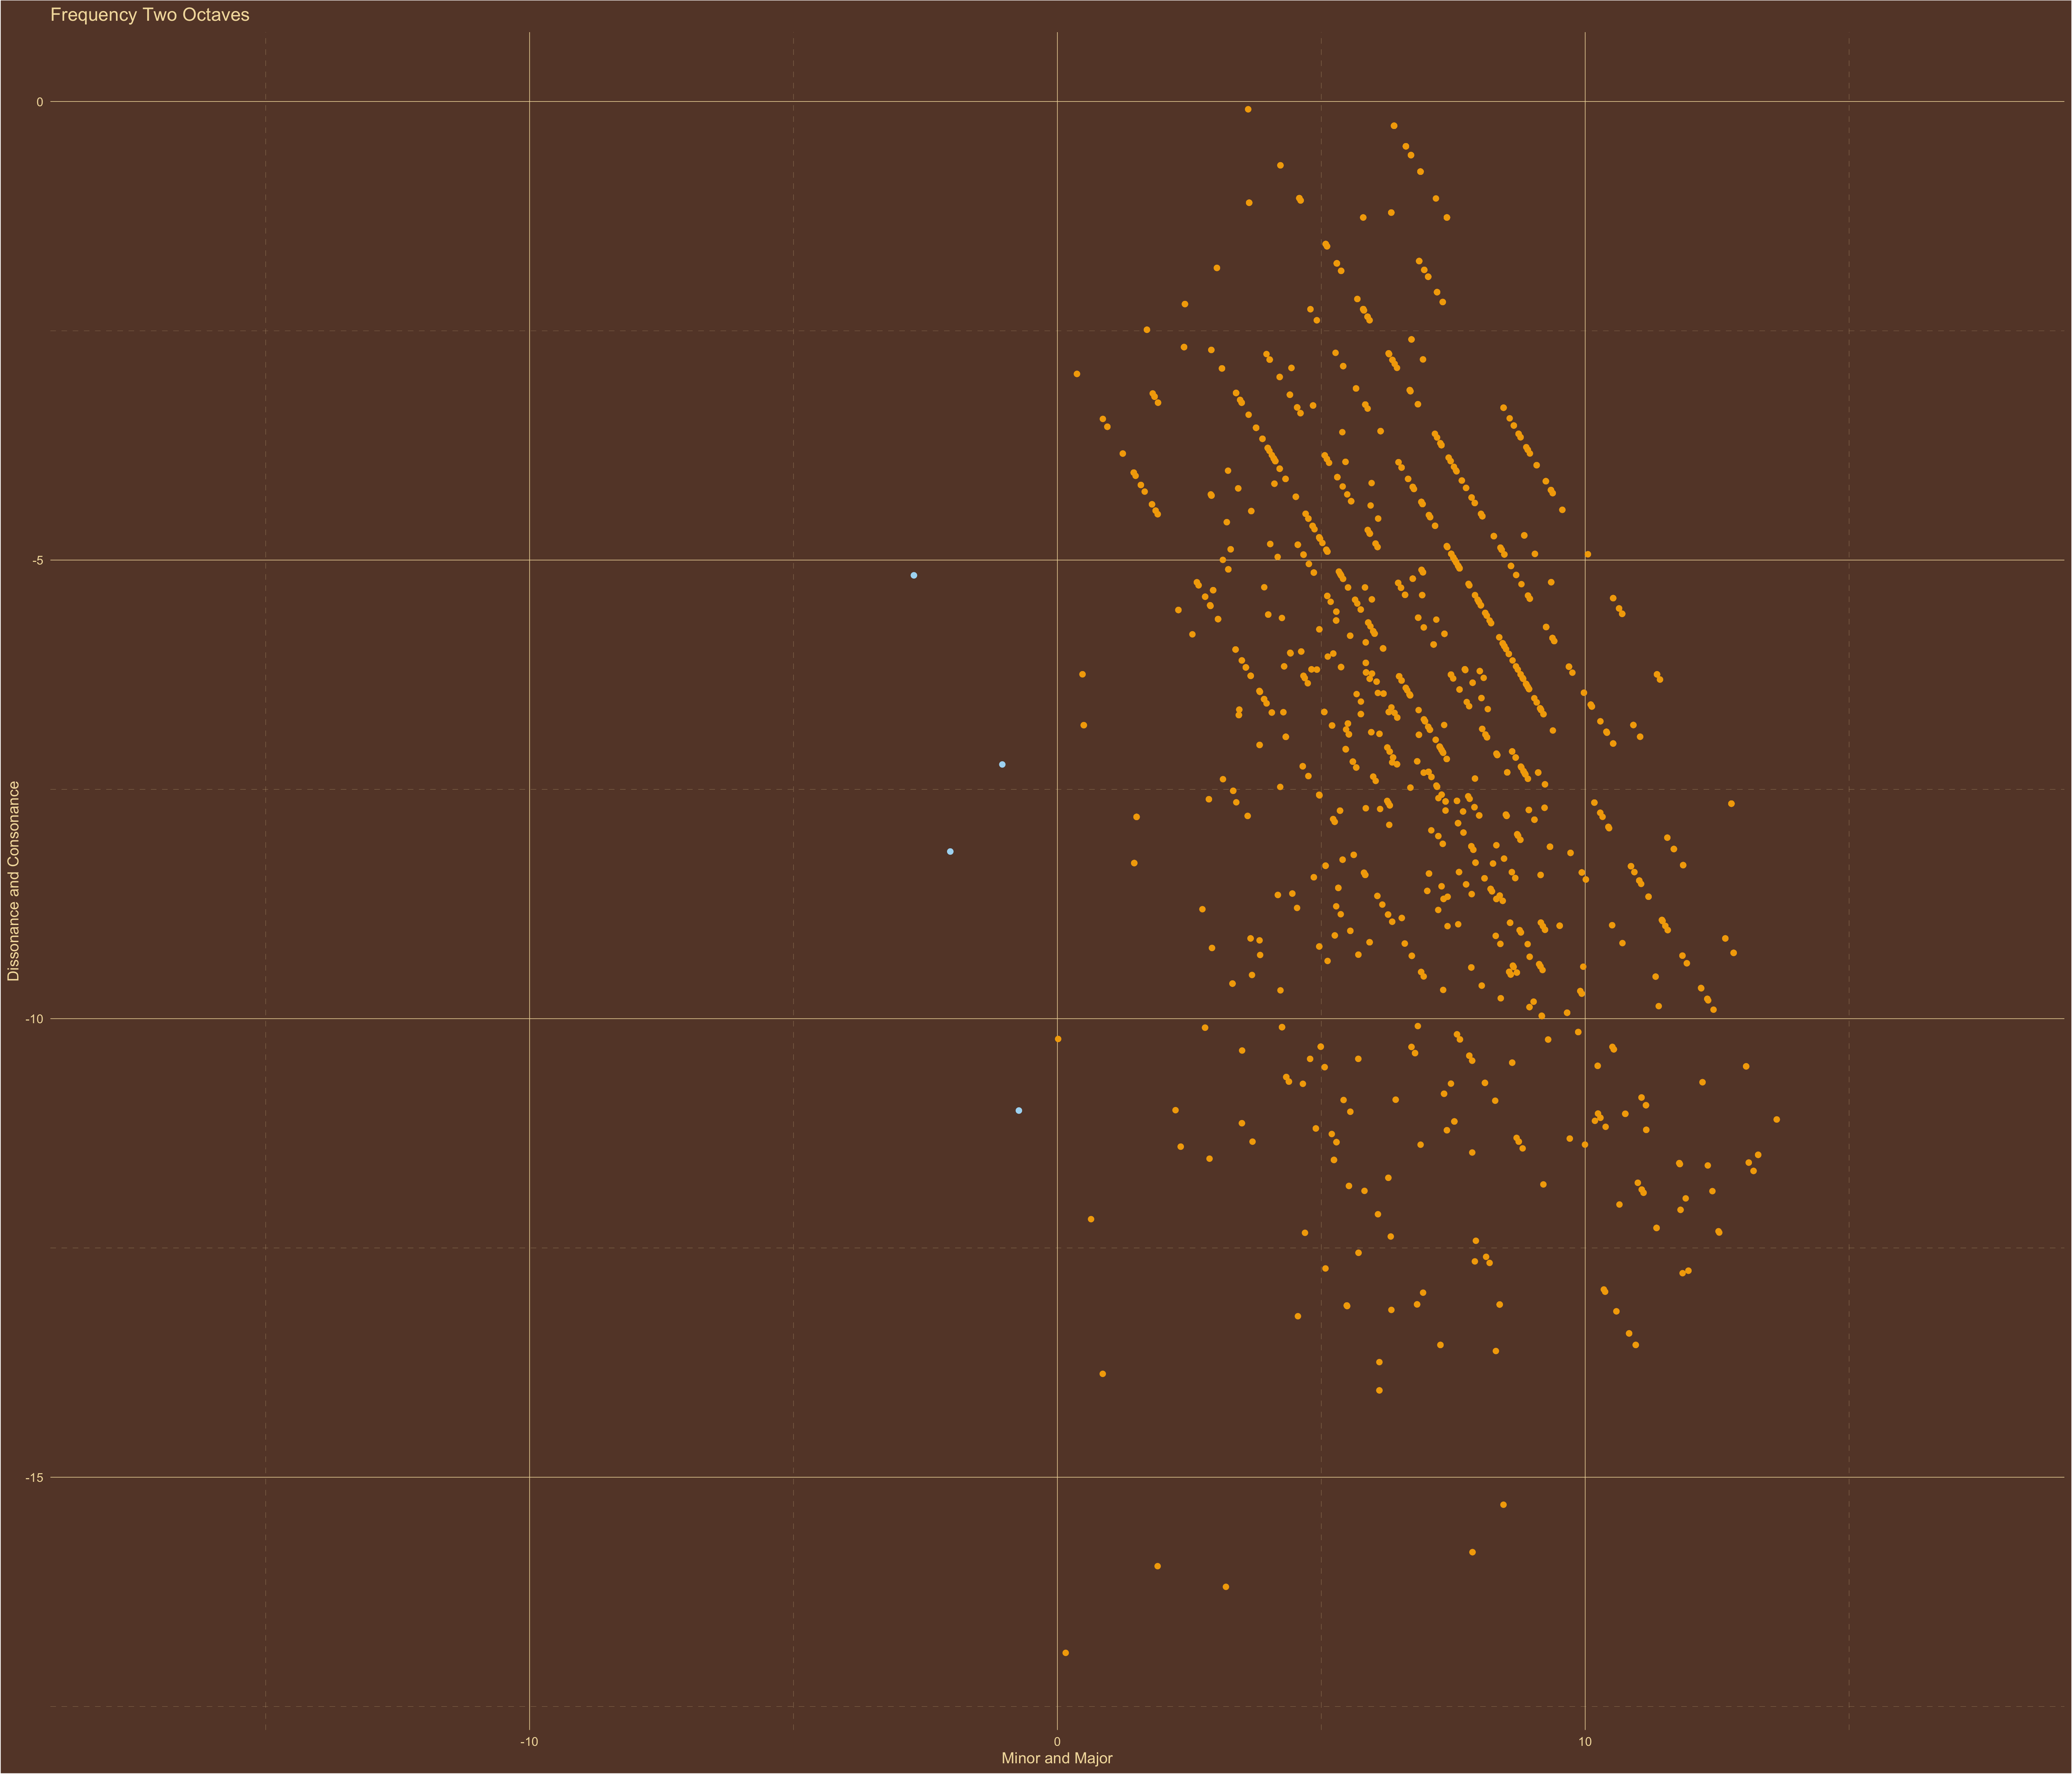 Frequency Two Octaves
0
-5
-10
-15
Dissonance and Consonance
-10
0
10
Minor and Major